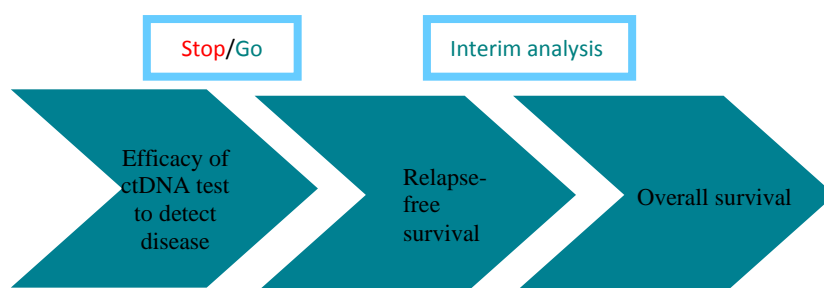 Stop/Go
Interim analysis
Efficacy of
ctDNA test
to detect
disease
Relapse-
free
survival
Overall survival